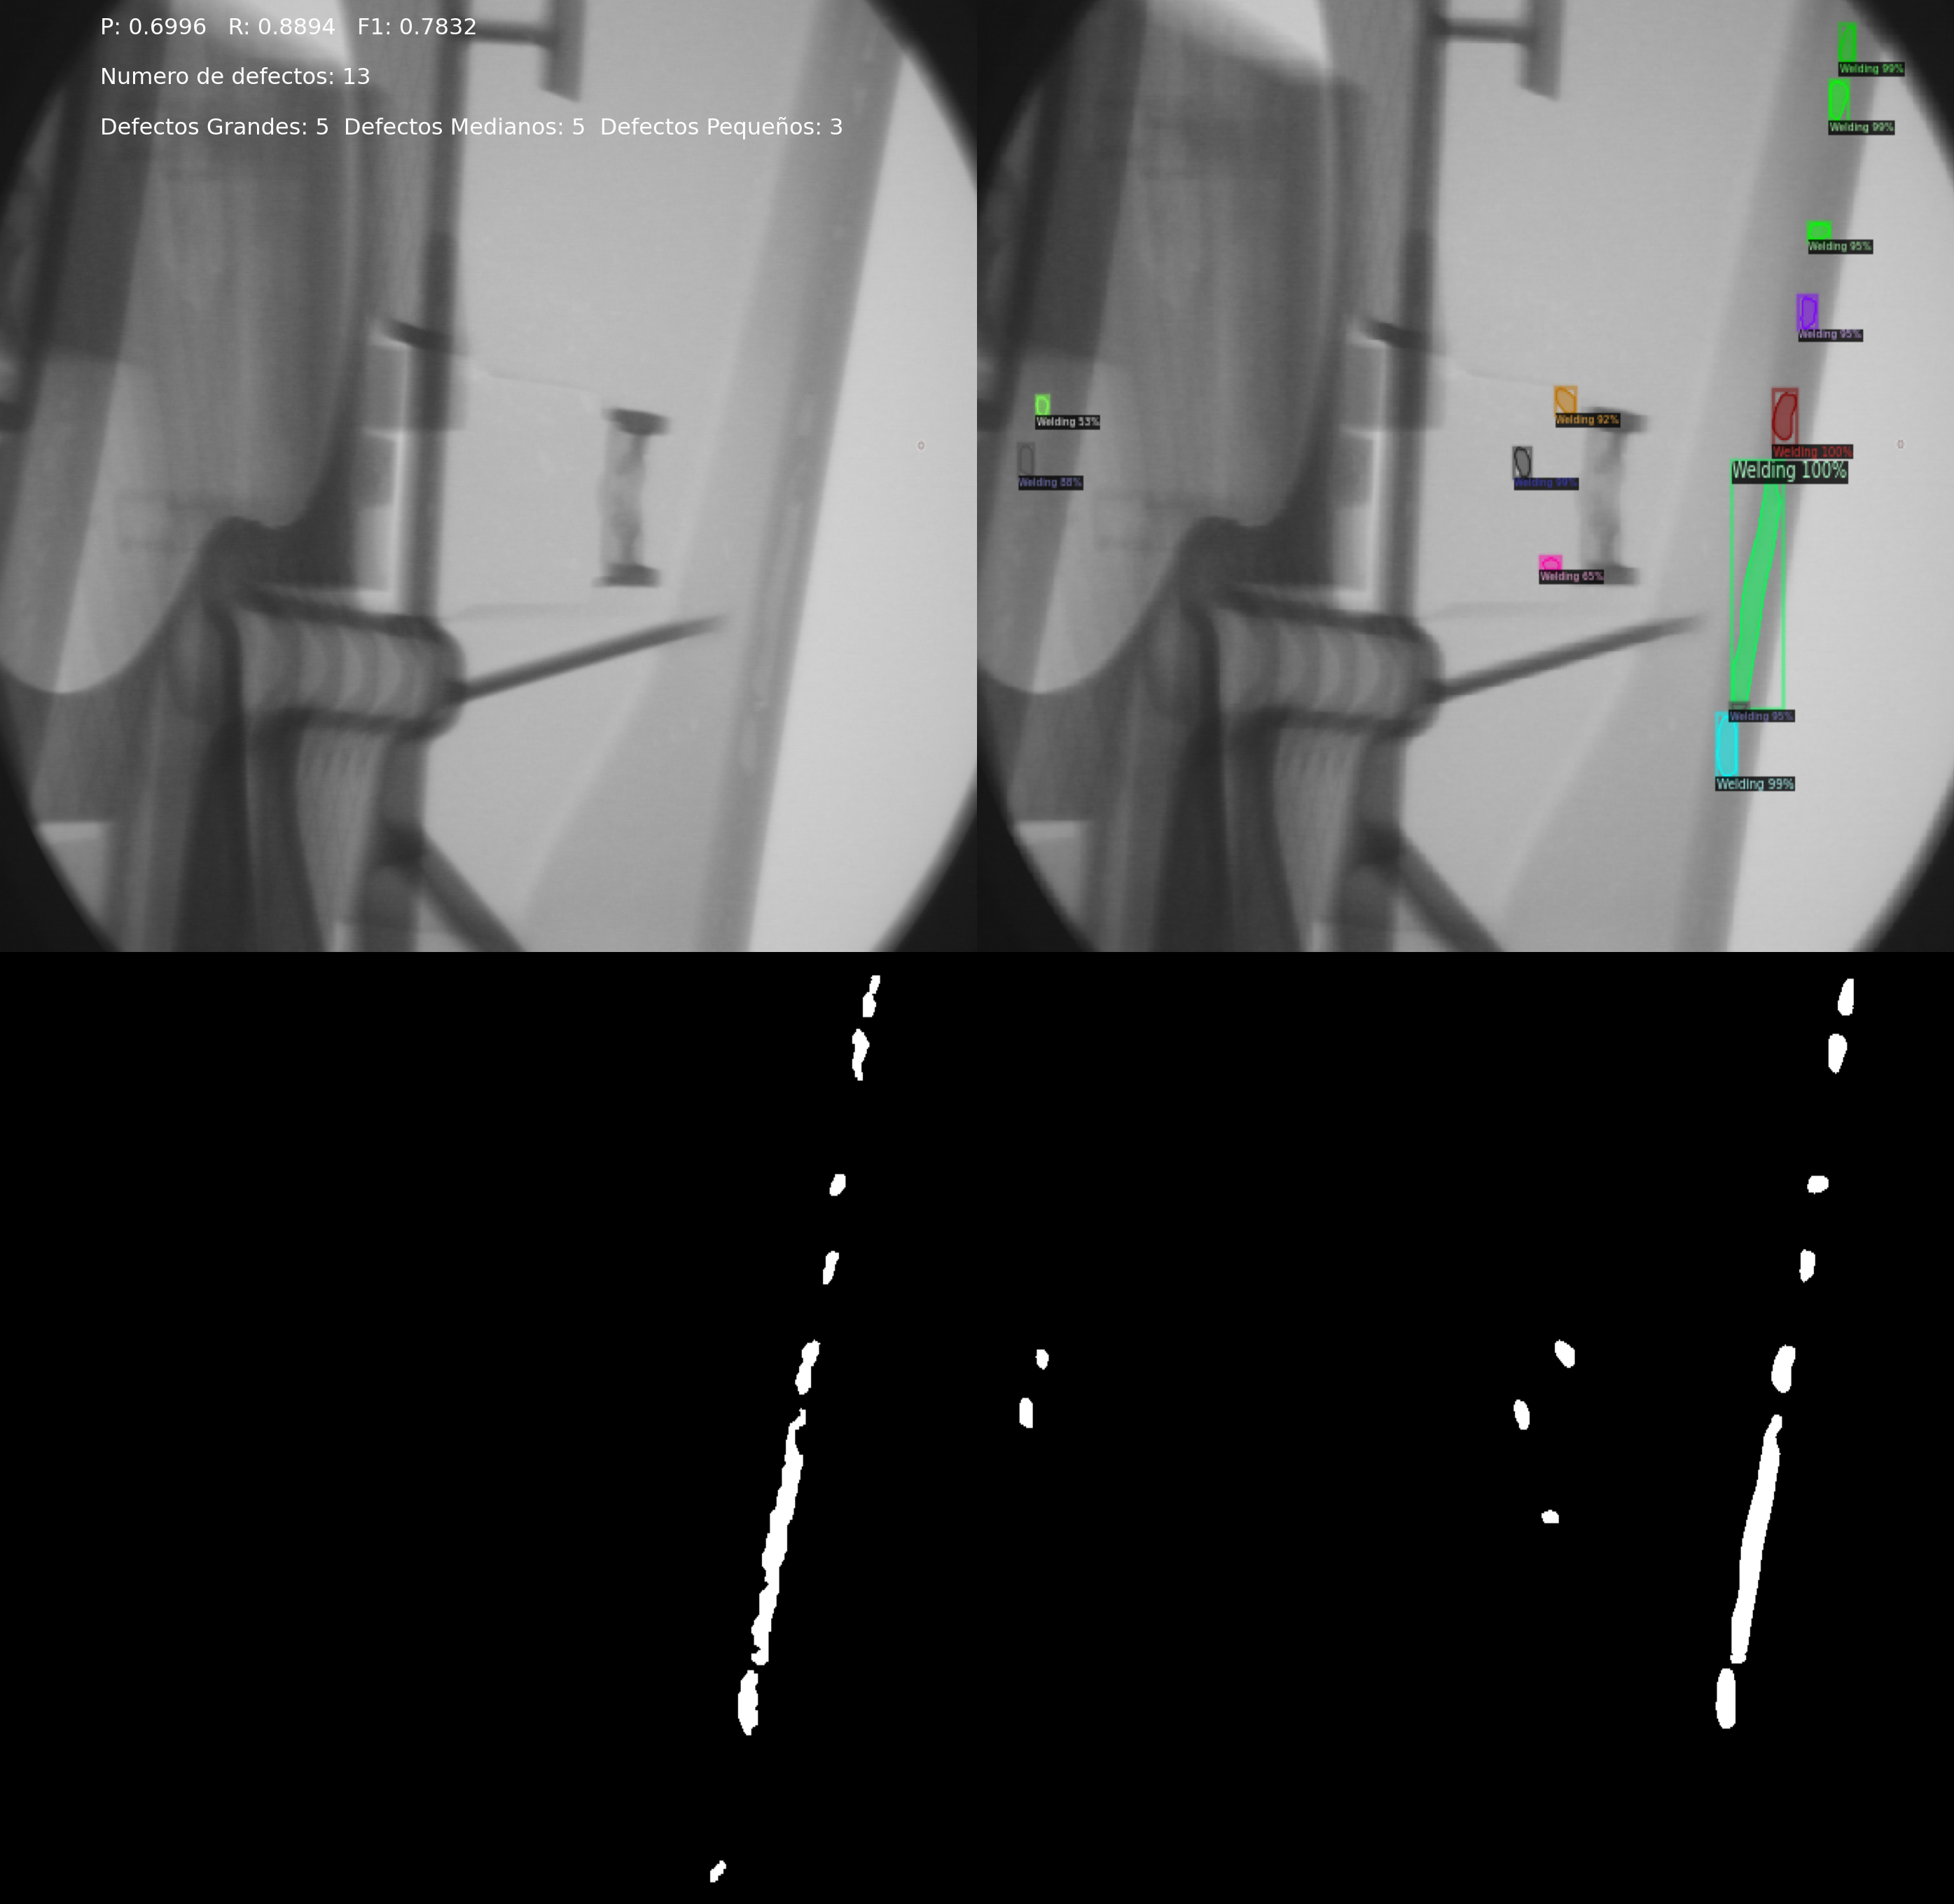 P: 0.6996   R: 0.8894   F1: 0.7832
Numero de defectos: 13
Defectos Grandes: 5  Defectos Medianos: 5  Defectos Pequeños: 3
Welding 99%
Welding 99%
Welding 95%
Welding 95%
Welding 53%
Welding 92%
Welding 100%
Welding 100%
Welding 88%
Welding 99%
Welding 65%
Welding 95%
Welding 99%